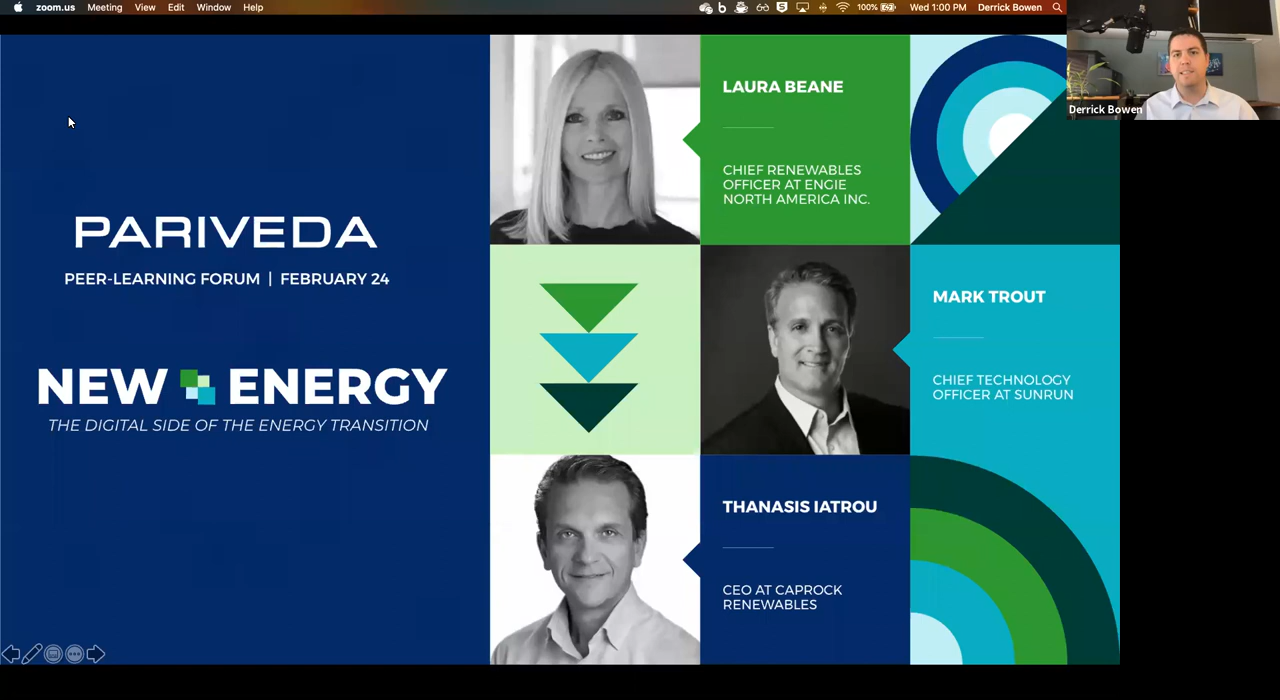 zoom.us Meeting View Edit Window Help
100% Wed 1:00 PM Derrick Bowen
Derrick Bowen
PARIVEDA
PEER-LEARNING FORUM | FEBRUARY 24
NEW ENERGY
THE DIGITAL SIDE OF THE ENERGY TRANSITION
LAURA BEANE
CHIEF RENEWABLES
OFFICER AT ENGIE
NORTH AMERICA INC.
MARK TROUT
CHIEF TECHNOLOGY
OFFICER AT SUNRUN
THANASIS IATROU
CEO AT CAPROCK
RENEWABLES